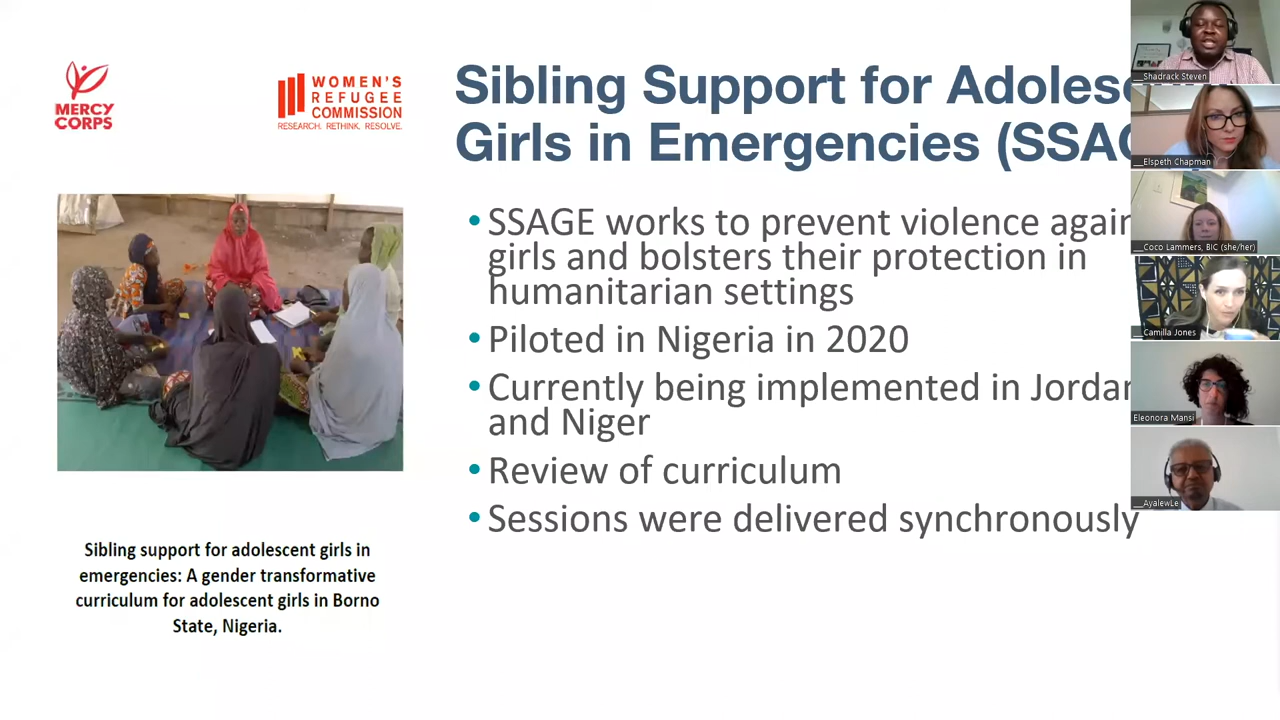 MERCY
CORPS
WOMEN'S
REFUGEE
COMMISSION
RESEARCH. RETHINK. RESOLVE.
Sibling Support for
Girls in Emergencies
SSAGE works to prevent violence
girls and bolsters their protection in
humanitarian settings
Piloted in Nigeria in 2020
Currently being implemented in
and Niger
Review of curriculum
Sessions were delivered synchronously
Sibling support for adolescent girls in
emergencies: A gender transformative
curriculum for adolescent girls in Borno
State, Nigeria.
Shadrack Steven
Elspeth Chapman
Coco Lammers, BIC (she/her)
Camilla Jones
Eleonora Mansi
AyalewLe